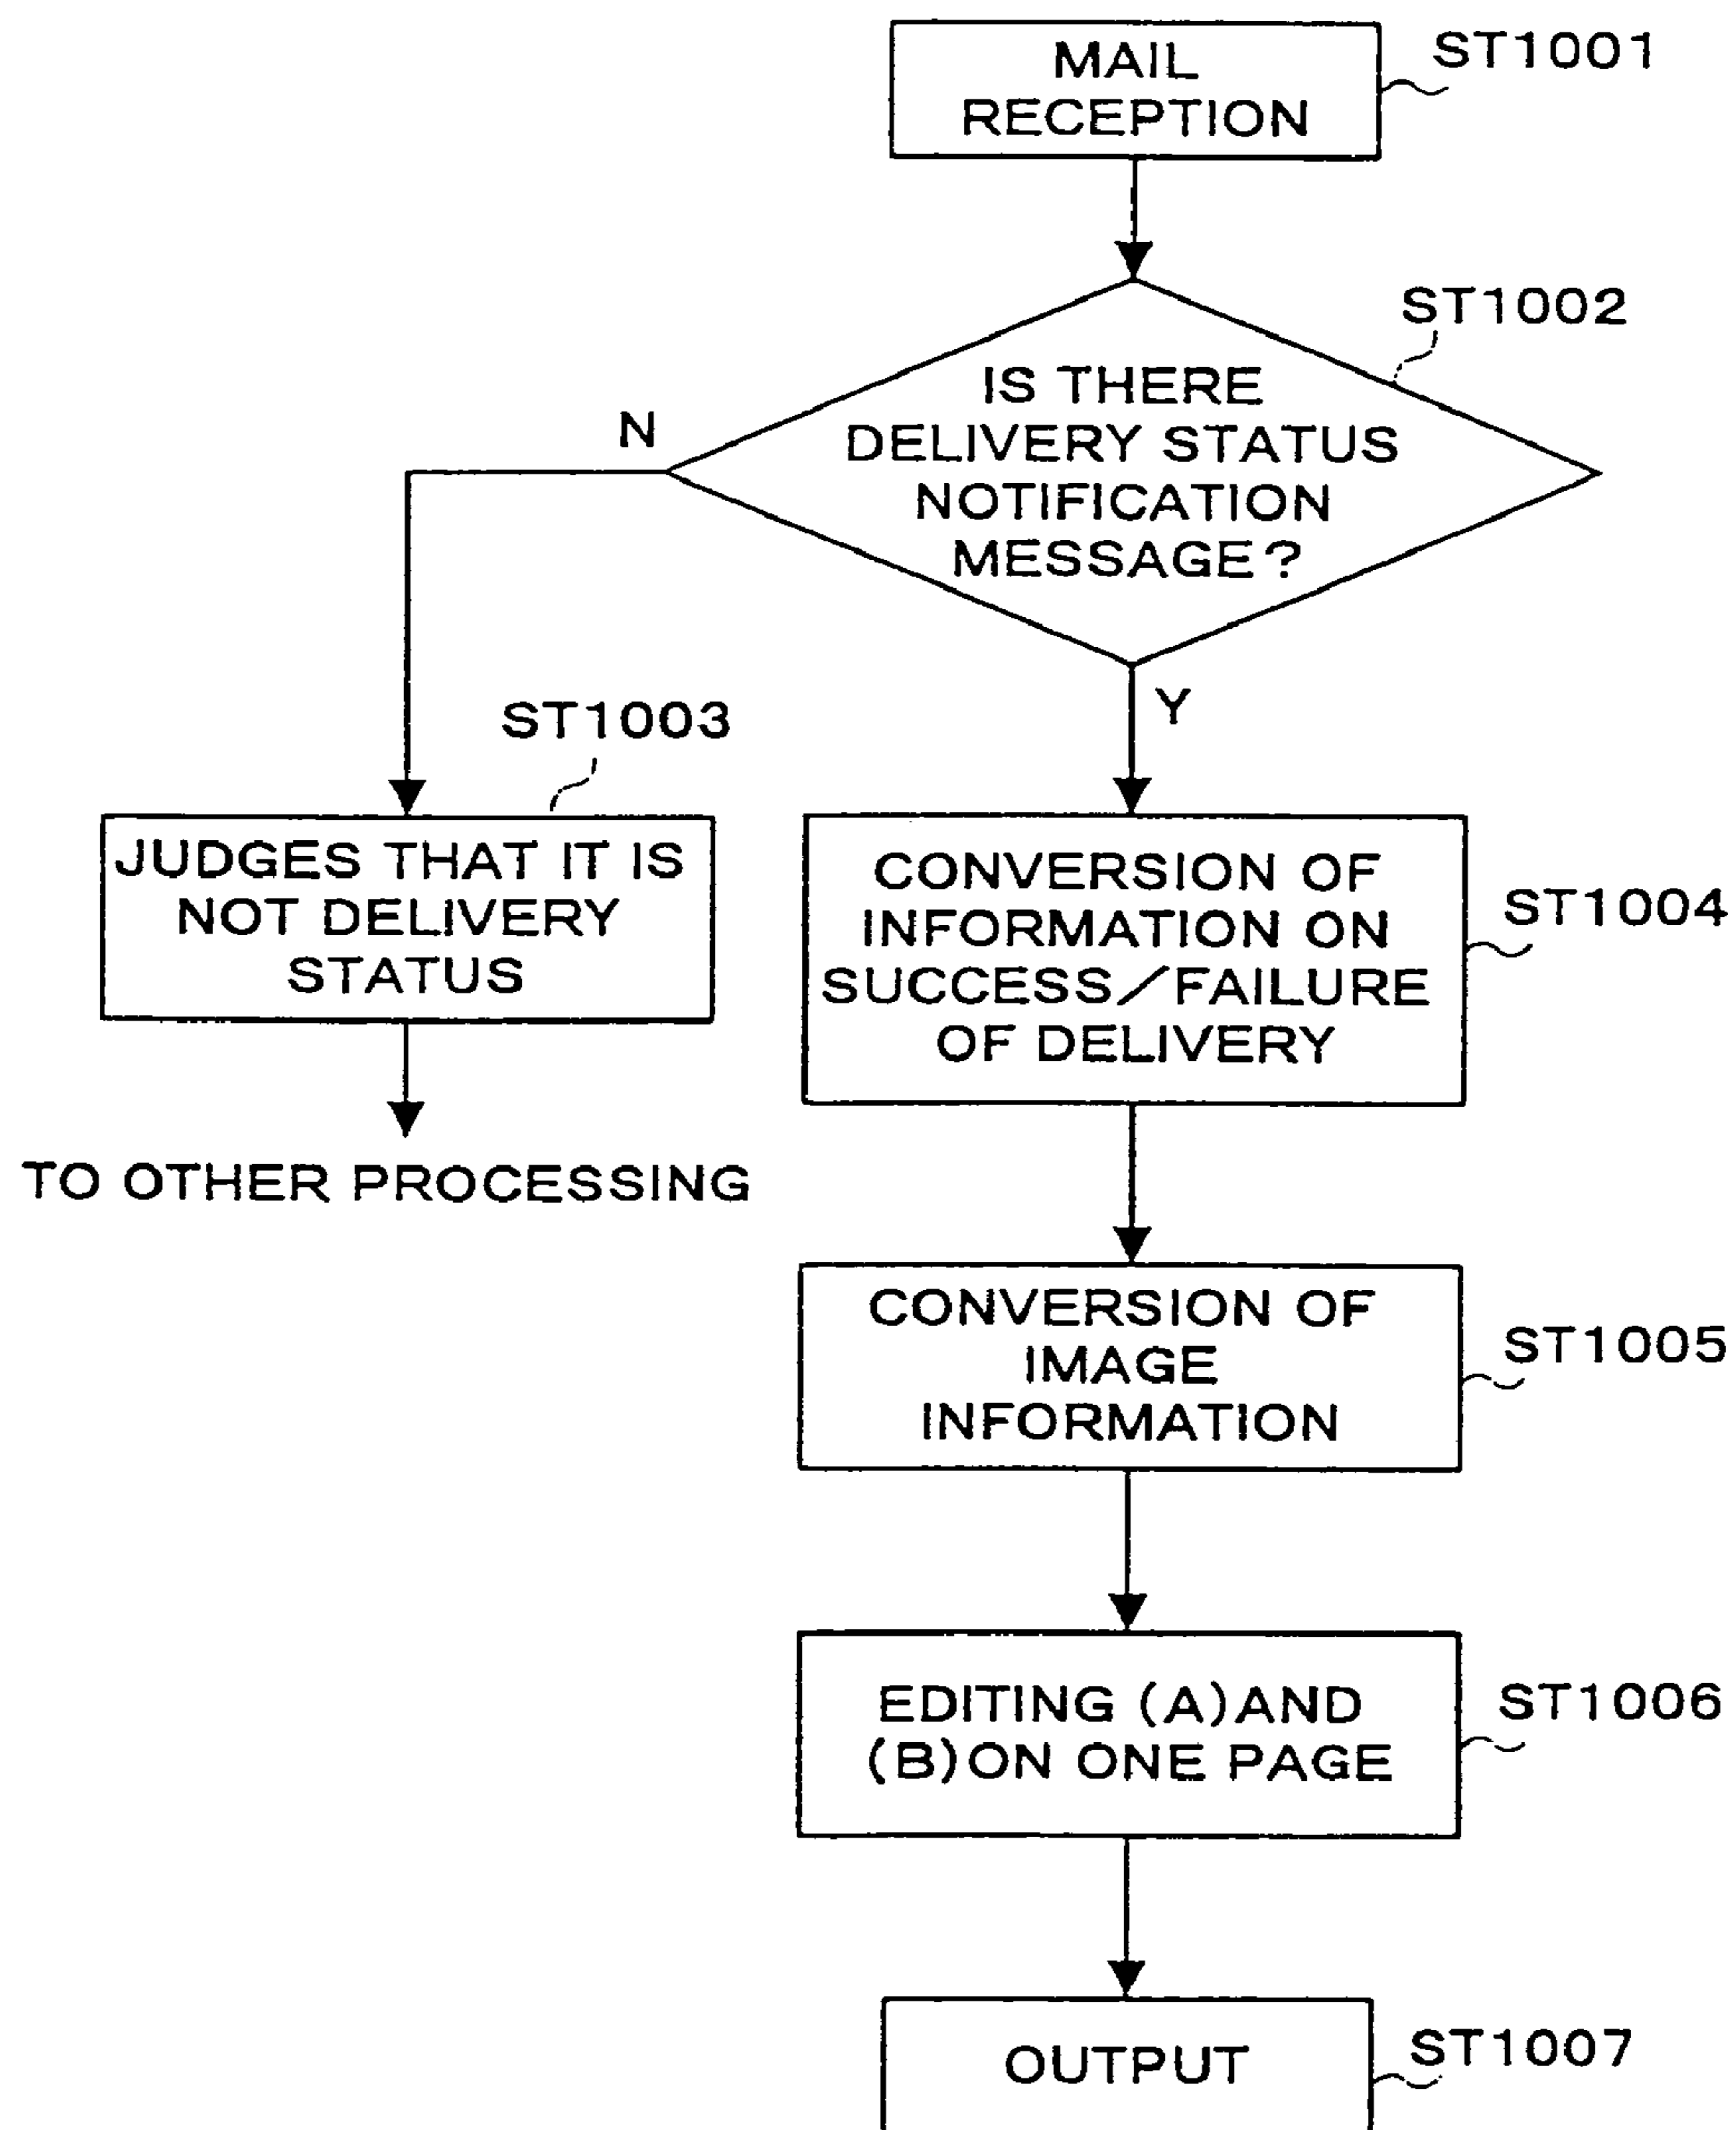 MAIL
RECEPTION
ST1001
ST1002
IS THERE
DELIVERY STATUS
NOTIFICATION
MESSAGE?
N
Y
ST1003
JUDGES THAT IT IS
NOT DELIVERY
STATUS
TO OTHER PROCESSING
CONVERSION OF
INFORMATION ON
SUCCESS/FAILURE
OF DELIVERY
ST1004
CONVERSION OF
IMAGE
INFORMATION
ST1005
EDITING (A)AND
(B)ON ONE PAGE
ST1006
OUTPUT
ST1007